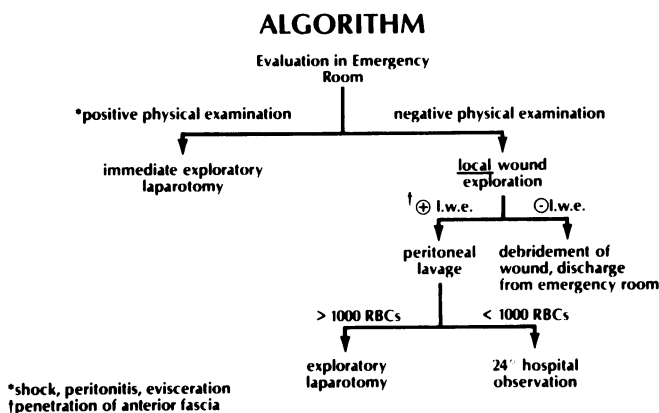 ALGORITHM
Evaluation in Emergency
Room
*positive physical examination
negative physical examination
immediate exploratory
laparotomy
local wound
exploration
† ⊕ l.w.e.
⊖ l.w.e.
peritoneal
lavage
debridement of
wound, discharge
from emergency room
> 1000 RBCs
< 1000 RBCs
exploratory
laparotomy
24° hospital
observation
*shock, peritonitis, evisceration
†penetration of anterior fascia